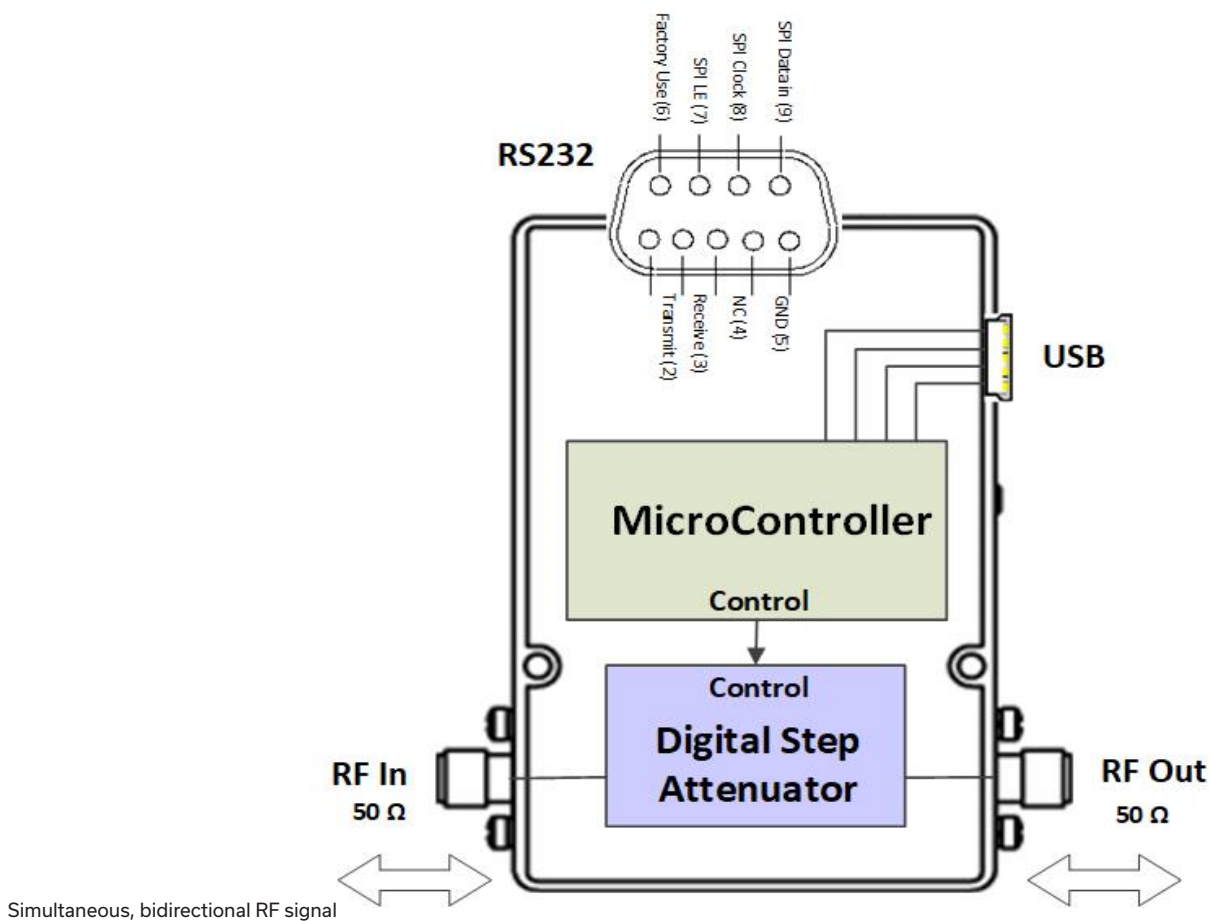 Factory Use (6)
SPI LE (7)
SPI Clock (8)
SPI Data in (9)
RS232
Transmit (2)
Receive (3)
NC (4)
GND (5)
USB
MicroController
Control
Control
Digital Step
Attenuator
RF In
50 Ω
RF Out
50 Ω
Simultaneous, bidirectional RF signal